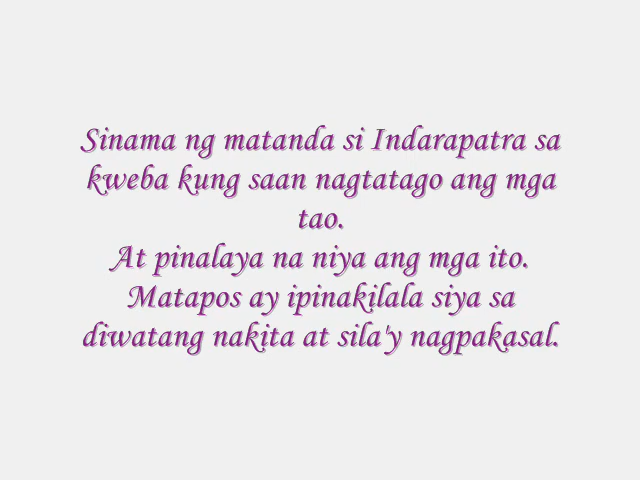 Sinama ng matanda si Indarapatra sa
kweba kung saan nagtatago ang mga
tao.
At pinalaya na niya ang mga ito.
Matapos ay ipinakilala siya sa
diwatang nakita at sila'y nagpakasal.